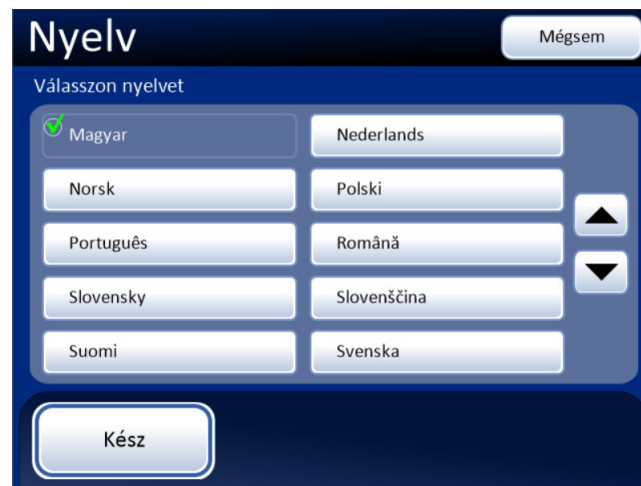 Nyelv
Mégsem
Válasszon nyelvet
Magyar
Nederlands
Norsk
Polski
Português
Română
Slovensky
Slovenščina
Suomi
Svenska
Kész